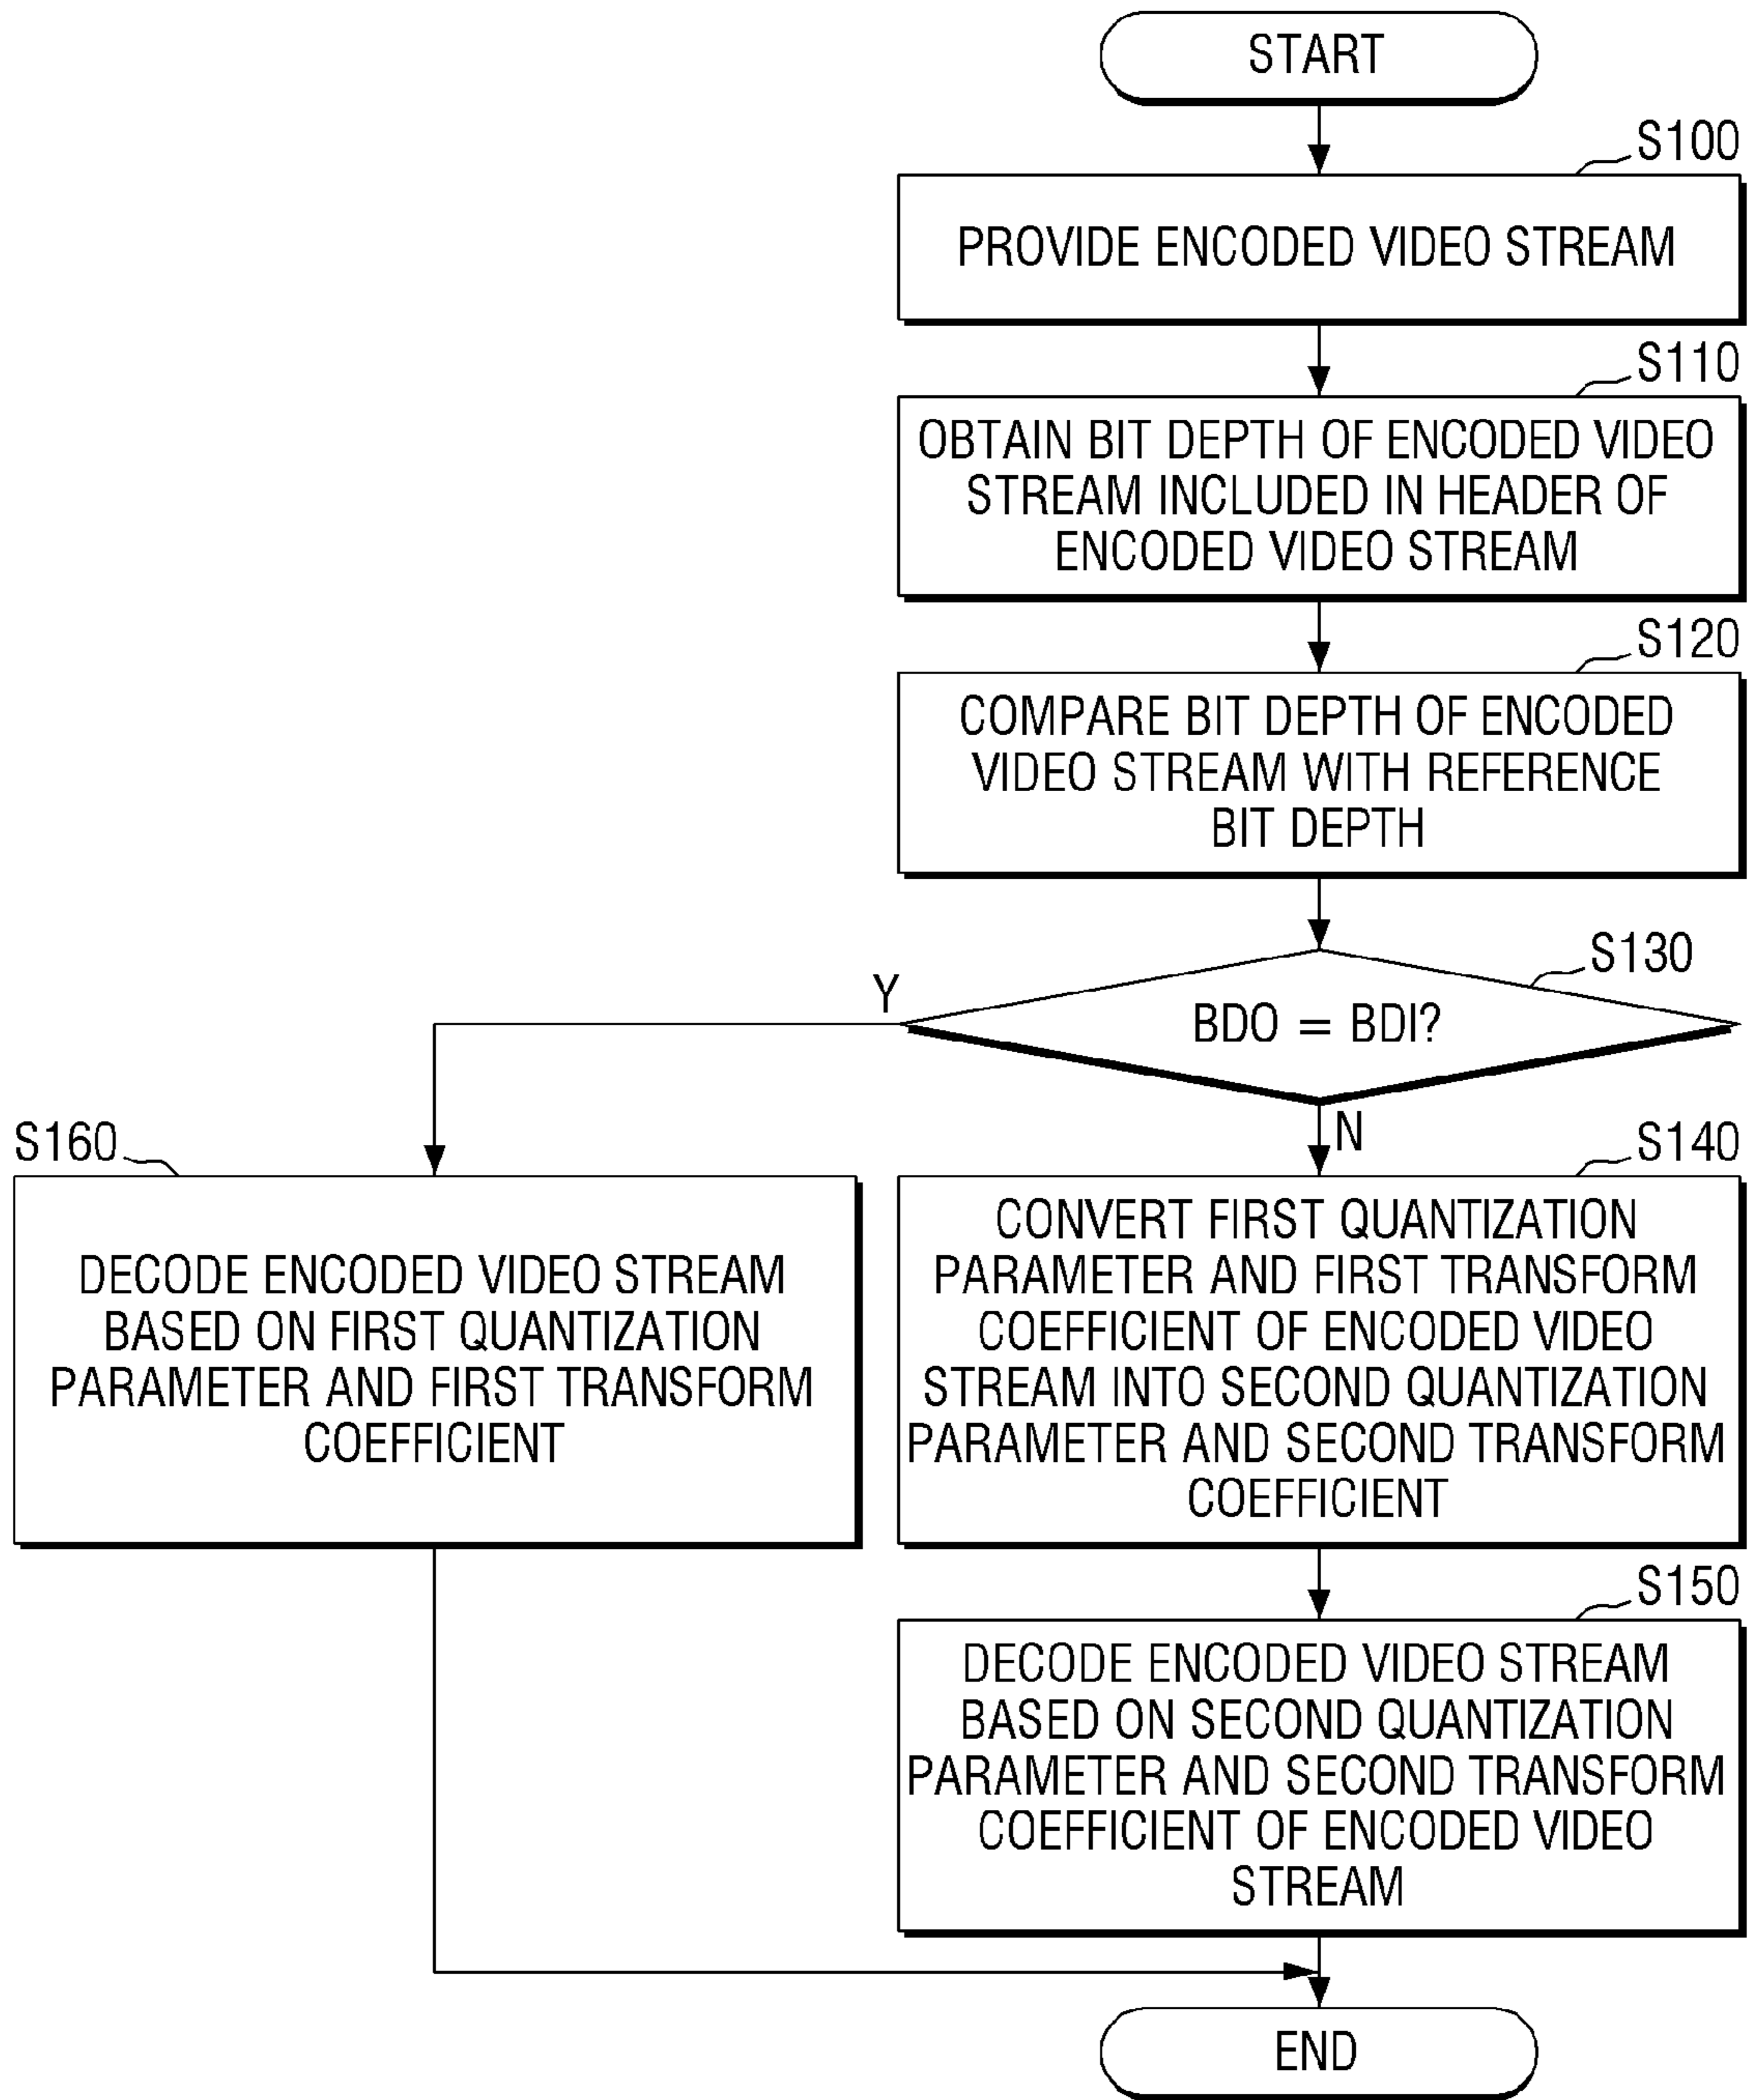 START
S100
PROVIDE ENCODED VIDEO STREAM
S110
OBTAIN BIT DEPTH OF ENCODED VIDEO
STREAM INCLUDED IN HEADER OF
ENCODED VIDEO STREAM
S120
COMPARE BIT DEPTH OF ENCODED
VIDEO STREAM WITH REFERENCE
BIT DEPTH
S130
BDO = BDI?
Y
N
S160
DECODE ENCODED VIDEO STREAM
BASED ON FIRST QUANTIZATION
PARAMETER AND FIRST TRANSFORM
COEFFICIENT
S140
CONVERT FIRST QUANTIZATION
PARAMETER AND FIRST TRANSFORM
COEFFICIENT OF ENCODED VIDEO
STREAM INTO SECOND QUANTIZATION
PARAMETER AND SECOND TRANSFORM
COEFFICIENT
S150
DECODE ENCODED VIDEO STREAM
BASED ON SECOND QUANTIZATION
PARAMETER AND SECOND TRANSFORM
COEFFICIENT OF ENCODED VIDEO
STREAM
END